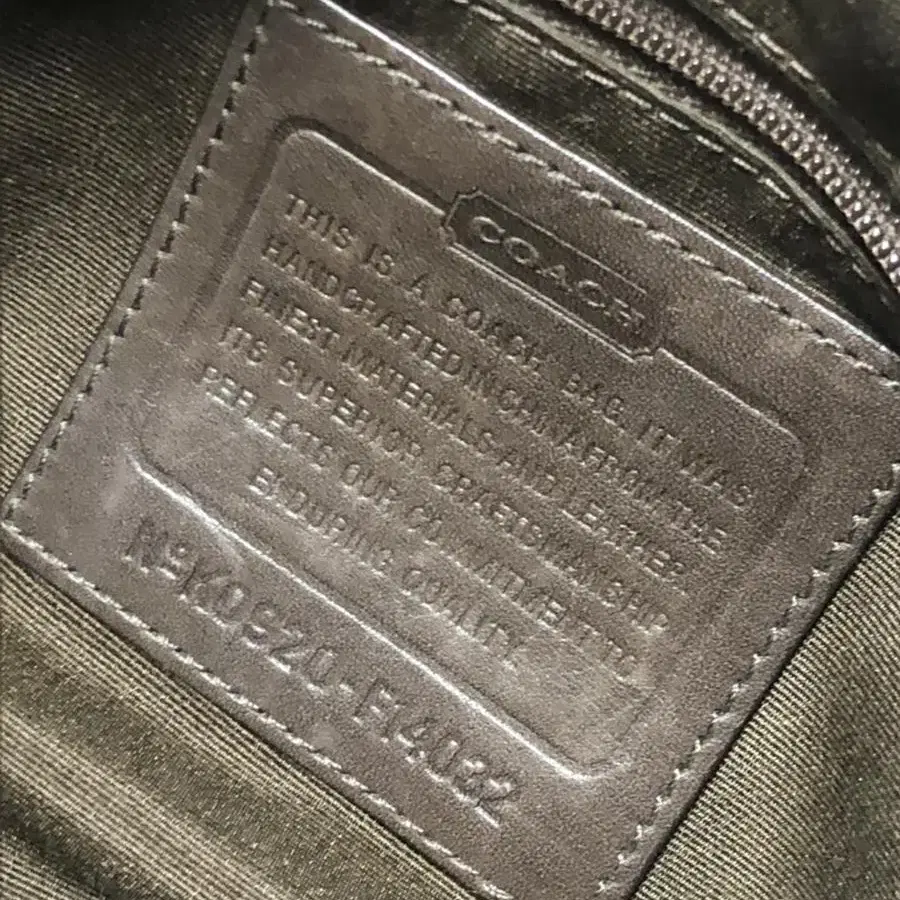 COACH
THIS IS A COACH BAG. IT WAS
HANDCRAFTED IN CHINA FROM THE
FINEST MATERIALS AND LEATHER
ITS SUPERIOR CRAFTSMANSHIP
REFLECTS OUR COMMITMENT TO
ENDURING QUALITY
Nº K0920-F14032